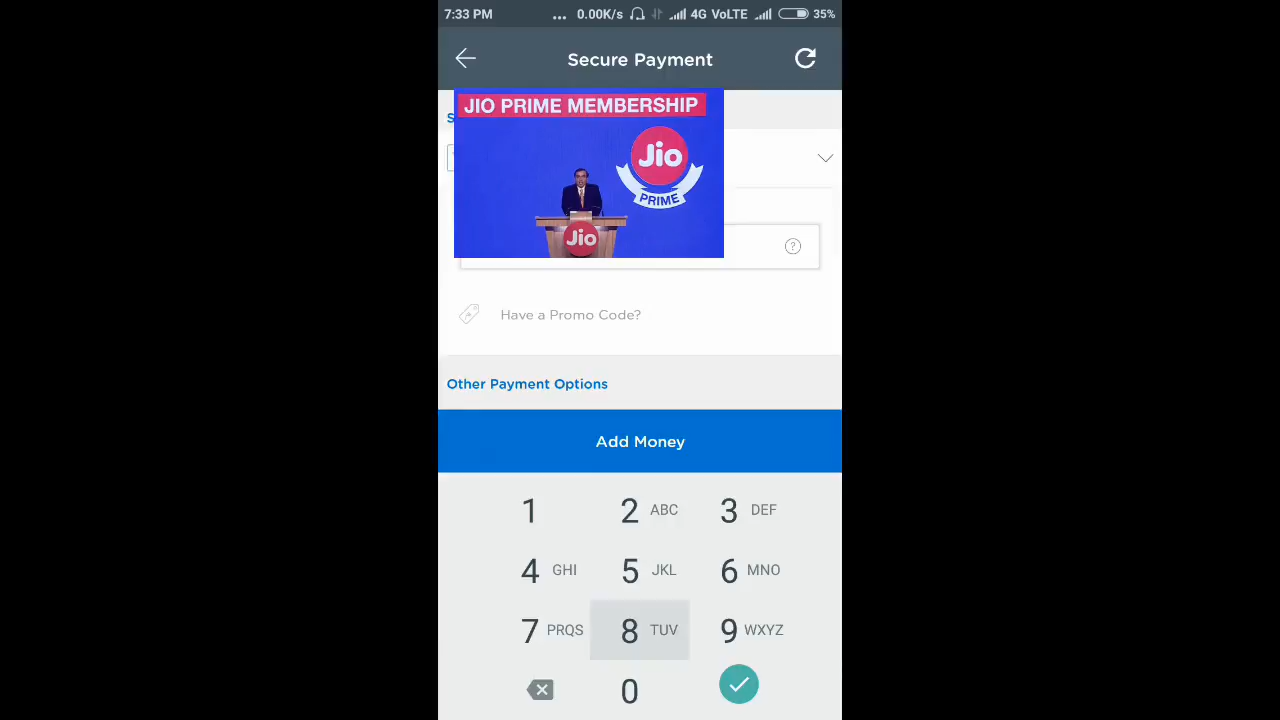 7:33 PM ... 0.00K/s 4G VoLTE 35%
Secure Payment
JIO PRIME MEMBERSHIP
S
Jio
PRIME
Jio
?
Have a Promo Code?
Other Payment Options
Add Money
1 2 ABC 3 DEF
4 GHI 5 JKL 6 MNO
7 PRQS 8 TUV 9 WXYZ
0